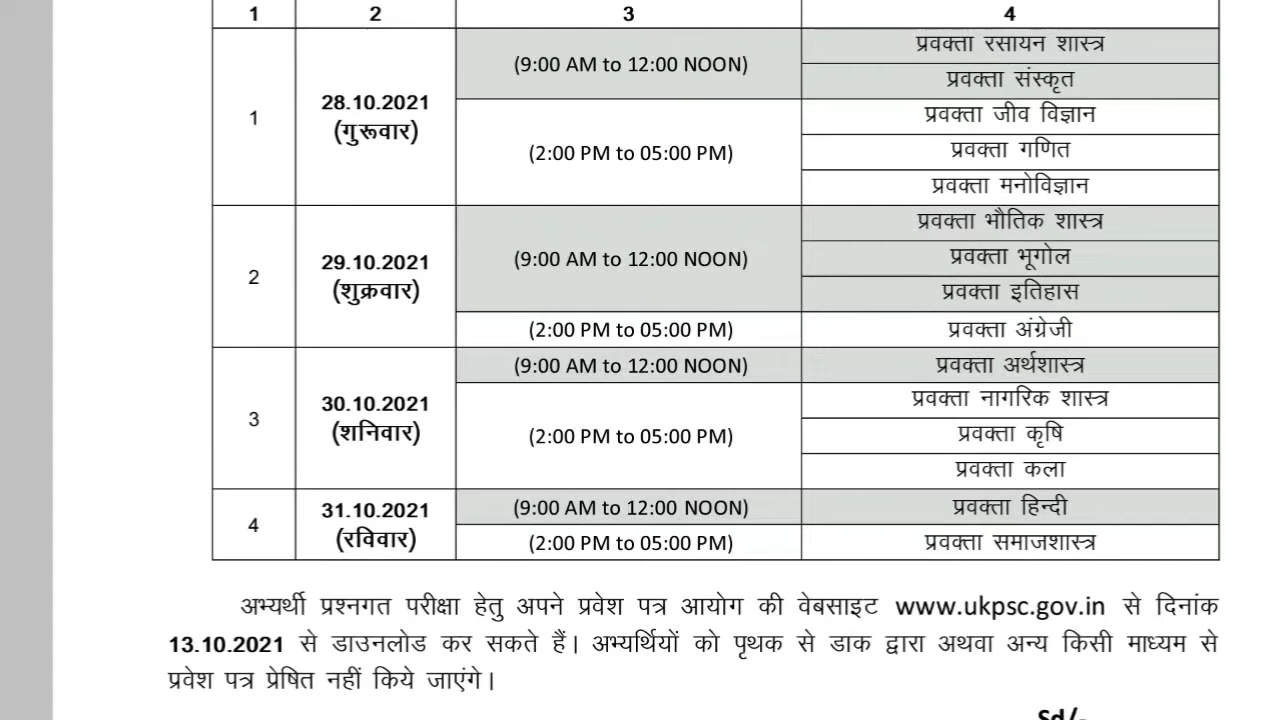 1 2 3 4
1 28.10.2021 (गुरूवार) (9:00 AM to 12:00 NOON) प्रवक्ता रसायन शास्त्र
प्रवक्ता संस्कृत
(2:00 PM to 05:00 PM) प्रवक्ता जीव विज्ञान
प्रवक्ता गणित
प्रवक्ता मनोविज्ञान
2 29.10.2021 (शुक्रवार) (9:00 AM to 12:00 NOON) प्रवक्ता भौतिक शास्त्र
प्रवक्ता भूगोल
प्रवक्ता इतिहास
(2:00 PM to 05:00 PM) प्रवक्ता अंग्रेजी
3 30.10.2021 (शनिवार) (9:00 AM to 12:00 NOON) प्रवक्ता अर्थशास्त्र
(2:00 PM to 05:00 PM) प्रवक्ता नागरिक शास्त्र
प्रवक्ता कृषि
प्रवक्ता कला
4 31.10.2021 (रविवार) (9:00 AM to 12:00 NOON) प्रवक्ता हिन्दी
(2:00 PM to 05:00 PM) प्रवक्ता समाजशास्त्र
अभ्यर्थी प्रश्नगत परीक्षा हेतु अपने प्रवेश पत्र आयोग की वेबसाइट www.ukpsc.gov.in से दिनांक
13.10.2021 से डाउनलोड कर सकते हैं। अभ्यर्थियों को पृथक से डाक द्वारा अथवा अन्य किसी माध्यम से
प्रवेश पत्र प्रेषित नहीं किये जाएंगे।
Sd/-